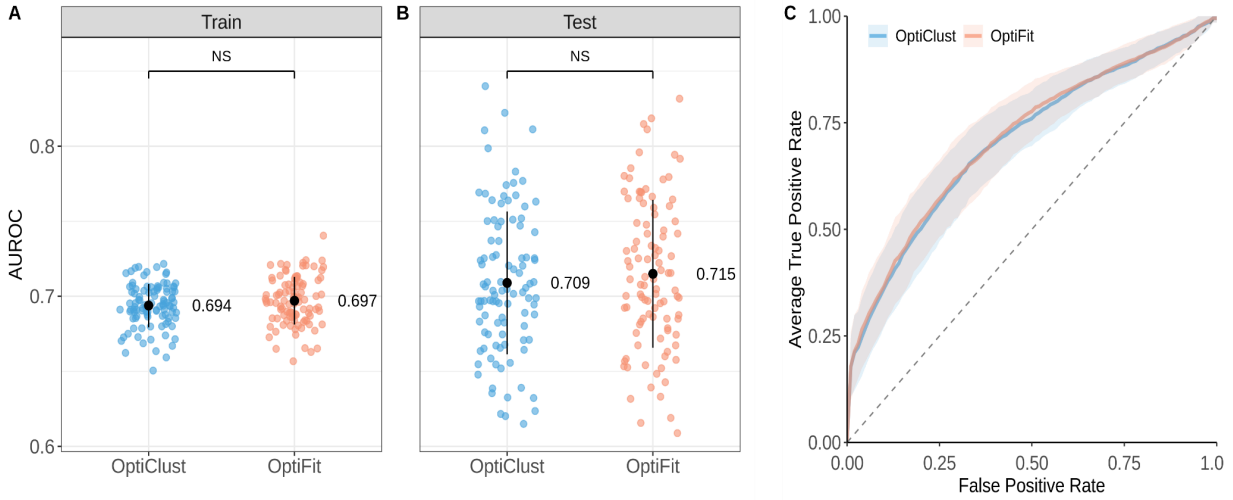 A
Train
NS
AUROC
0.8
0.7
0.6
0.694
0.697
OptiClust
OptiFit
B
Test
NS
0.709
0.715
OptiClust
OptiFit
C
OptiClust
OptiFit
Average True Positive Rate
1.00
0.75
0.50
0.25
0.00
0.00
0.25
0.50
0.75
1.0
False Positive Rate